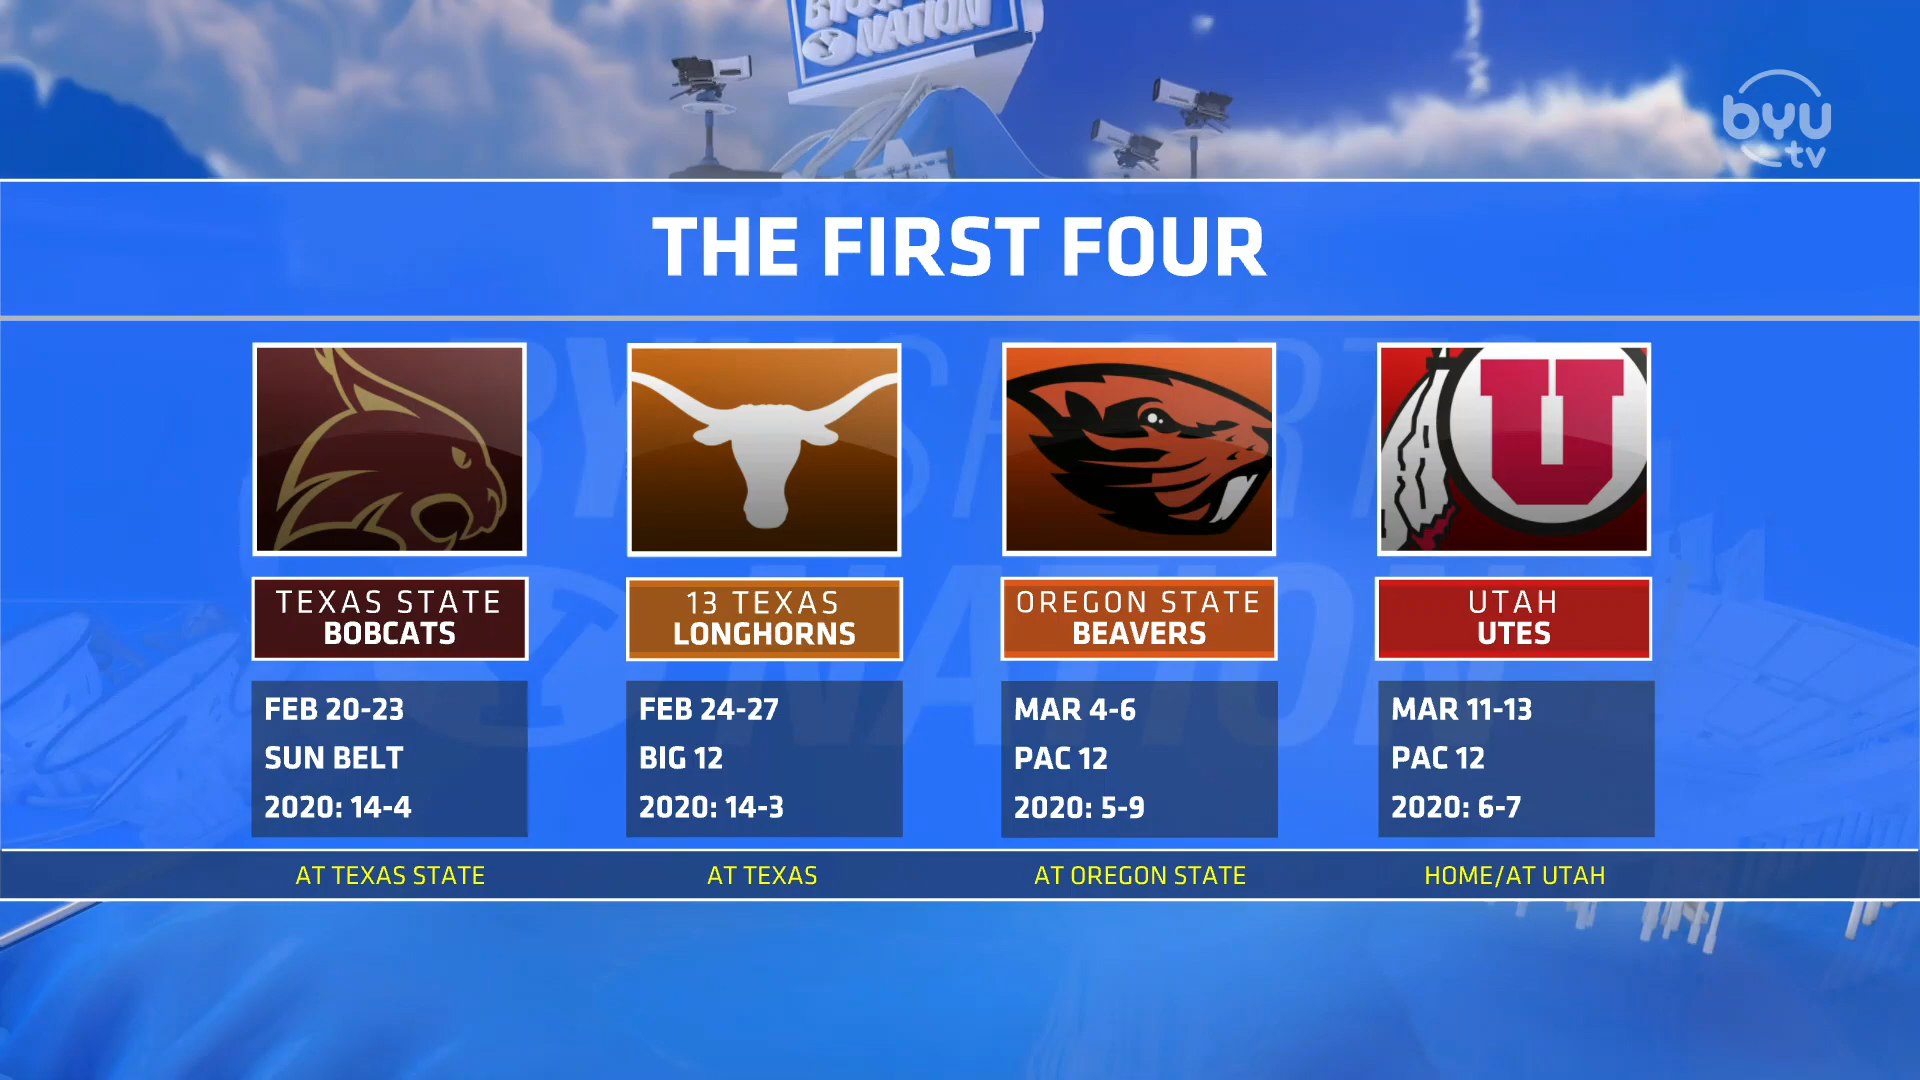 NATION
byu
tv
THE FIRST FOUR
TEXAS STATE
BOBCATS
FEB 20-23
SUN BELT
2020: 14-4
AT TEXAS STATE
13 TEXAS
LONGHORNS
FEB 24-27
BIG 12
2020: 14-3
AT TEXAS
OREGON STATE
BEAVERS
MAR 4-6
PAC 12
2020: 5-9
AT OREGON STATE
U
UTAH
UTES
MAR 11-13
PAC 12
2020: 6-7
HOME/AT UTAH